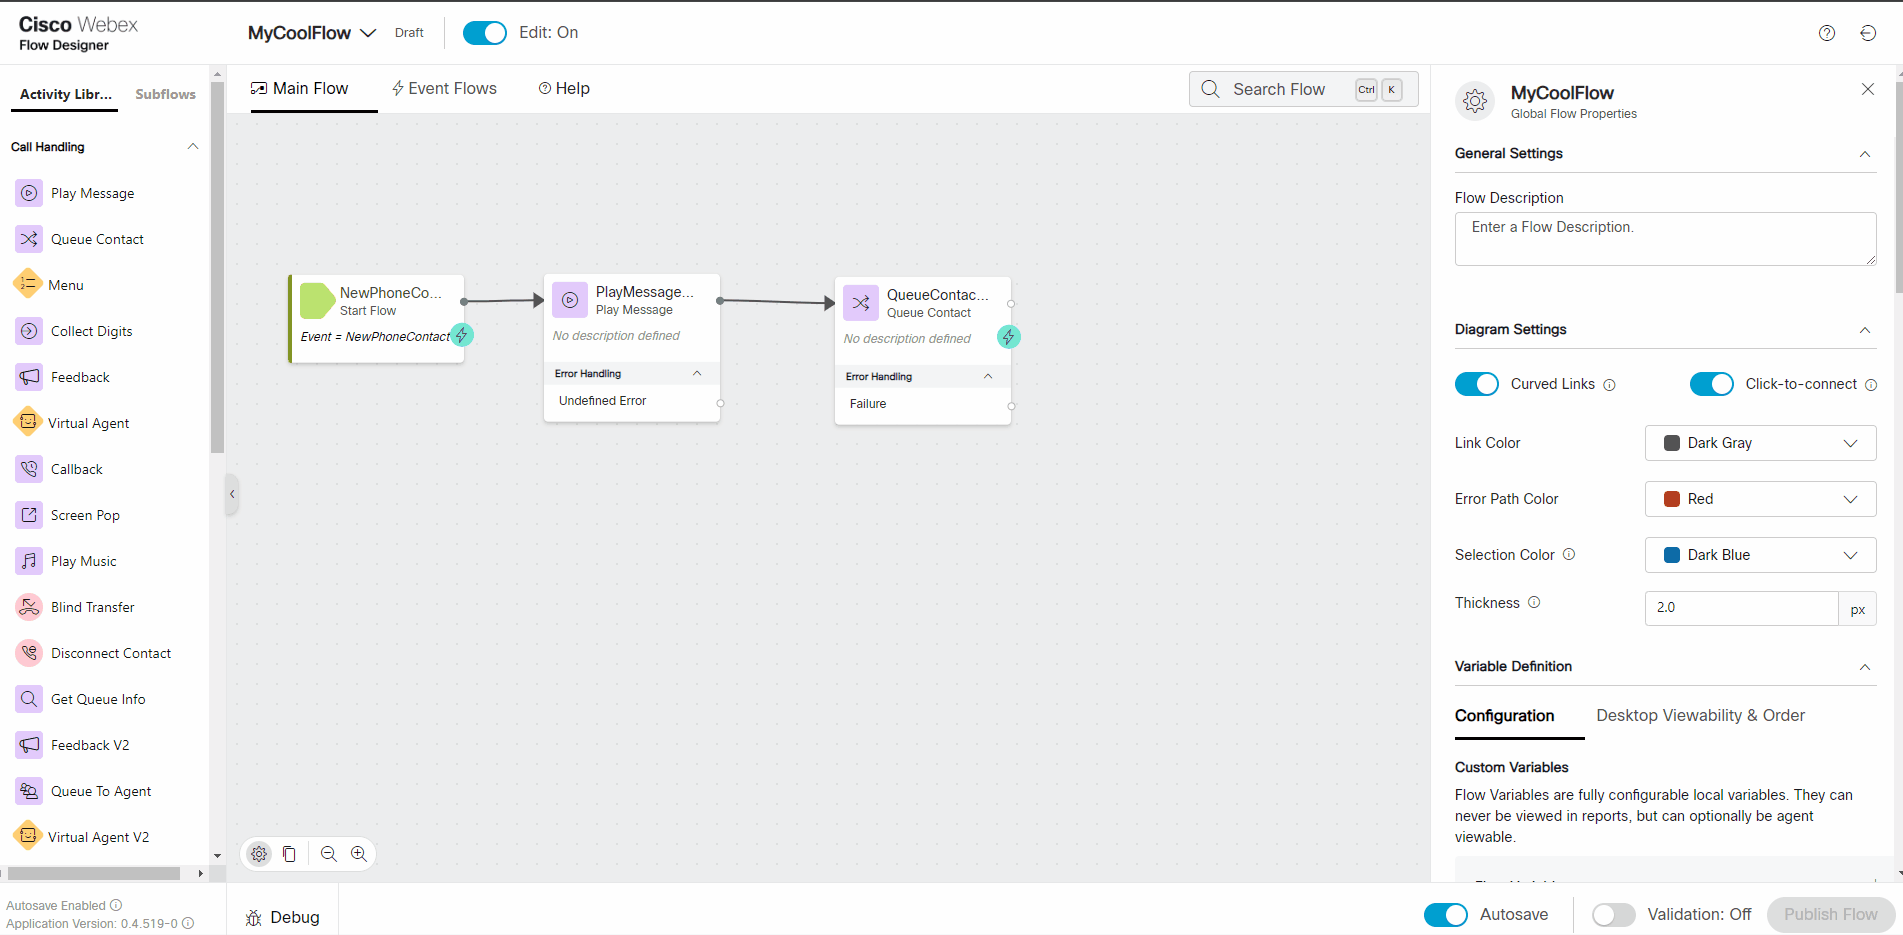 Cisco Webex
Flow Designer
MyCoolFlow
Draft
Edit: On
Activity Libr...
Subflows
Call Handling
Play Message
Queue Contact
Menu
Collect Digits
Feedback
Virtual Agent
Callback
Screen Pop
Play Music
Blind Transfer
Disconnect Contact
Get Queue Info
Feedback V2
Queue To Agent
Virtual Agent V2
Autosave Enabled
Application Version: 0.4.519-0
Main Flow
Event Flows
Help
Search Flow
Ctrl
K
NewPhoneCo...
Start Flow
Event = NewPhoneContact
PlayMessage...
Play Message
No description defined
Error Handling
Undefined Error
QueueContac...
Queue Contact
No description defined
Error Handling
Failure
Debug
MyCoolFlow
Global Flow Properties
General Settings
Flow Description
Enter a Flow Description.
Diagram Settings
Curved Links
Click-to-connect
Link Color
Dark Gray
Error Path Color
Red
Selection Color
Dark Blue
Thickness
2.0
px
Variable Definition
Configuration
Desktop Viewability & Order
Custom Variables
Flow Variables are fully configurable local variables. They can
never be viewed in reports, but can optionally be agent
viewable.
Autosave
Validation: Off
Publish Flow